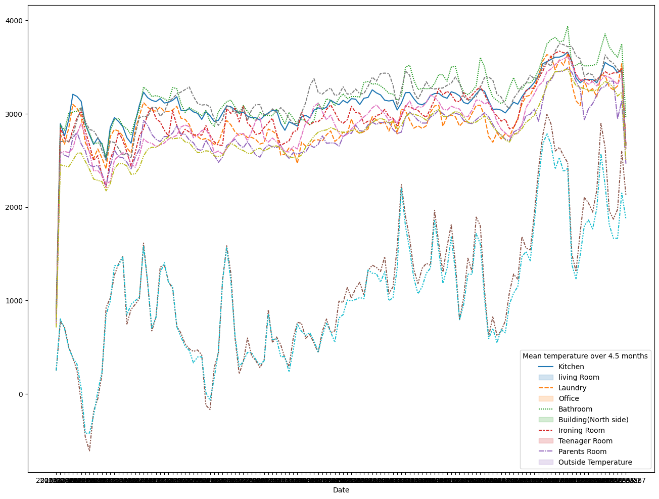 4000
3000
2000
1000
0
Mean temperature over 4.5 months
Kitchen
living Room
Laundry
Office
Bathroom
Building(North side)
Ironing Room
Teenager Room
Parents Room
Outside Temperature
Date